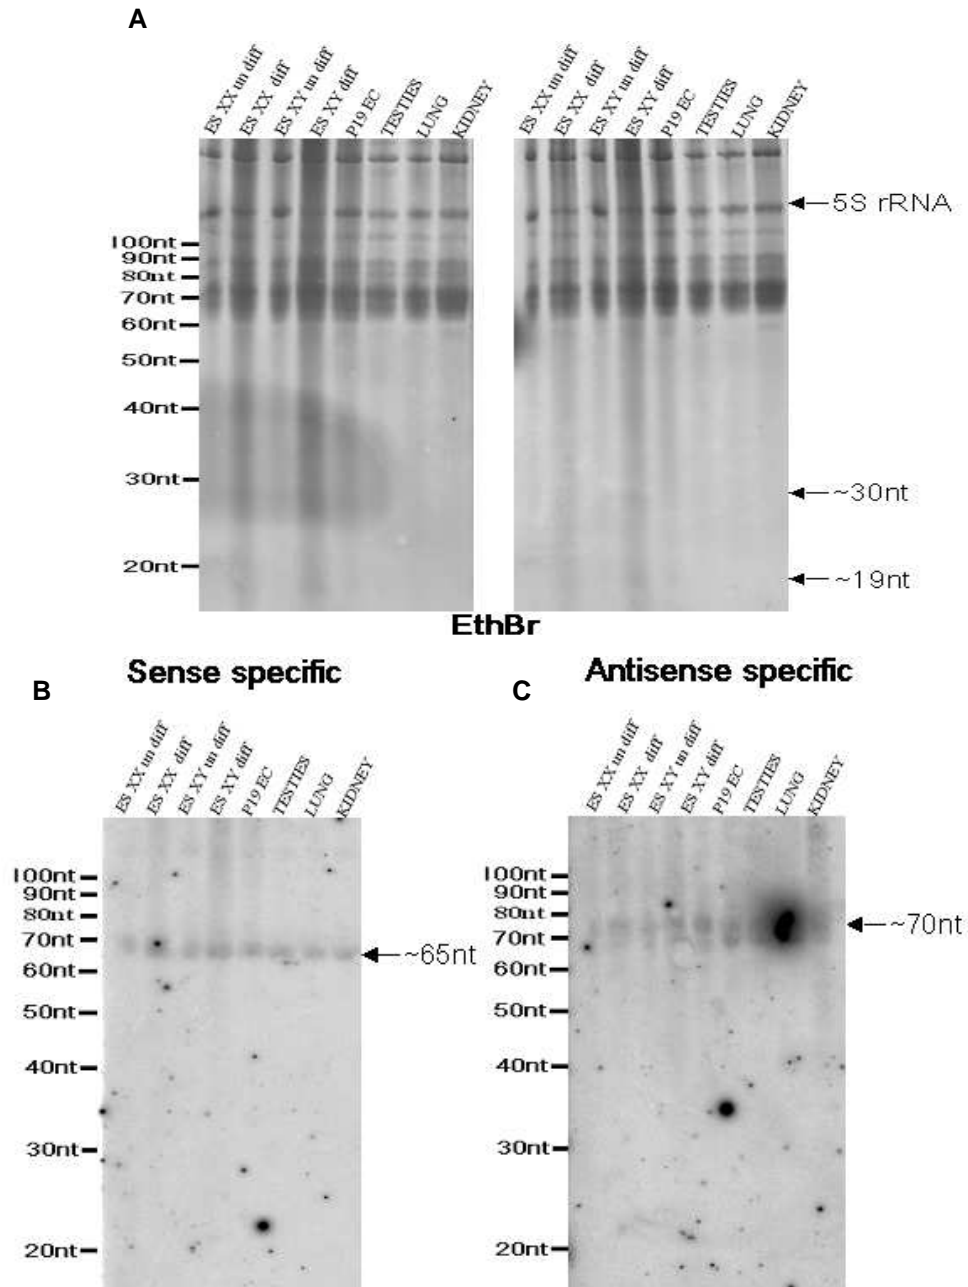 A
ES XX un diff ES XX diff ES XY un diff ES XY diff P19 EC TESTIES LUNG KIDNEY
ES XX un diff ES XX diff ES XY un diff ES XY diff P19 EC TESTIES LUNG KIDNEY
5S rRNA
100nt
90nt
80nt
70nt
60nt
50nt
40nt
30nt
20nt
~30nt
~19nt
EthBr
Sense specific
Antisense specific
B
ES XX un diff ES XX diff ES XY un diff ES XY diff P19 EC TESTIES LUNG KIDNEY
100nt
90nt
80nt
70nt
60nt
50nt
40nt
30nt
20nt
~65nt
C
ES XX un diff ES XX diff ES XY un diff ES XY diff P19 EC TESTIES LUNG KIDNEY
100nt
90nt
80nt
70nt
60nt
50nt
40nt
30nt
20nt
~70nt